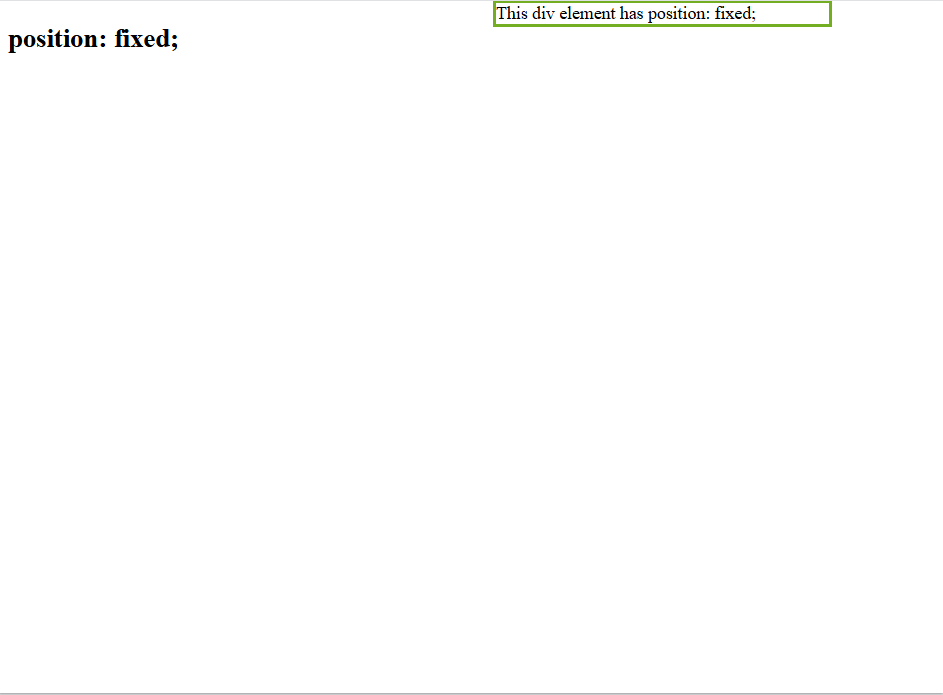 This div element has position: fixed;
position: fixed;